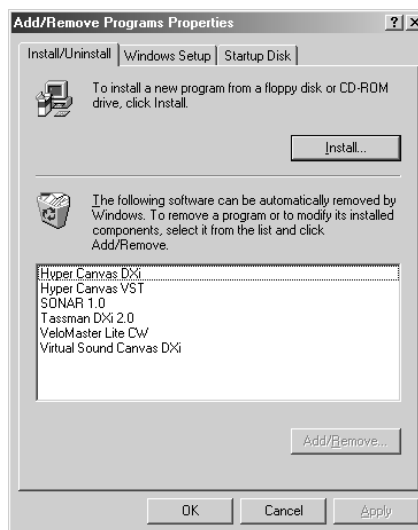 Add/Remove Programs Properties
Install/Uninstall
Windows Setup
Startup Disk
To install a new program from a floppy disk or CD-ROM
drive, click Install.
Install...
The following software can be automatically removed by
Windows. To remove a program or to modify its installed
components, select it from the list and click
Add/Remove.
Hyper Canvas DXi
Hyper Canvas VST
SONAR 1.0
Tassman DXi 2.0
VeloMaster Lite CW
Virtual Sound Canvas DXi
Add/Remove...
OK
Cancel
Apply